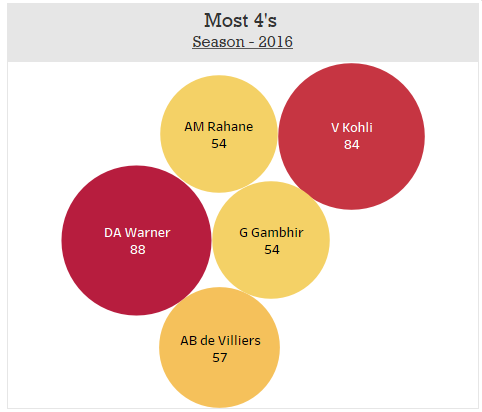 Most 4's
Season - 2016
AM Rahane
54
V Kohli
84
DA Warner
88
G Gambhir
54
AB de Villiers
57